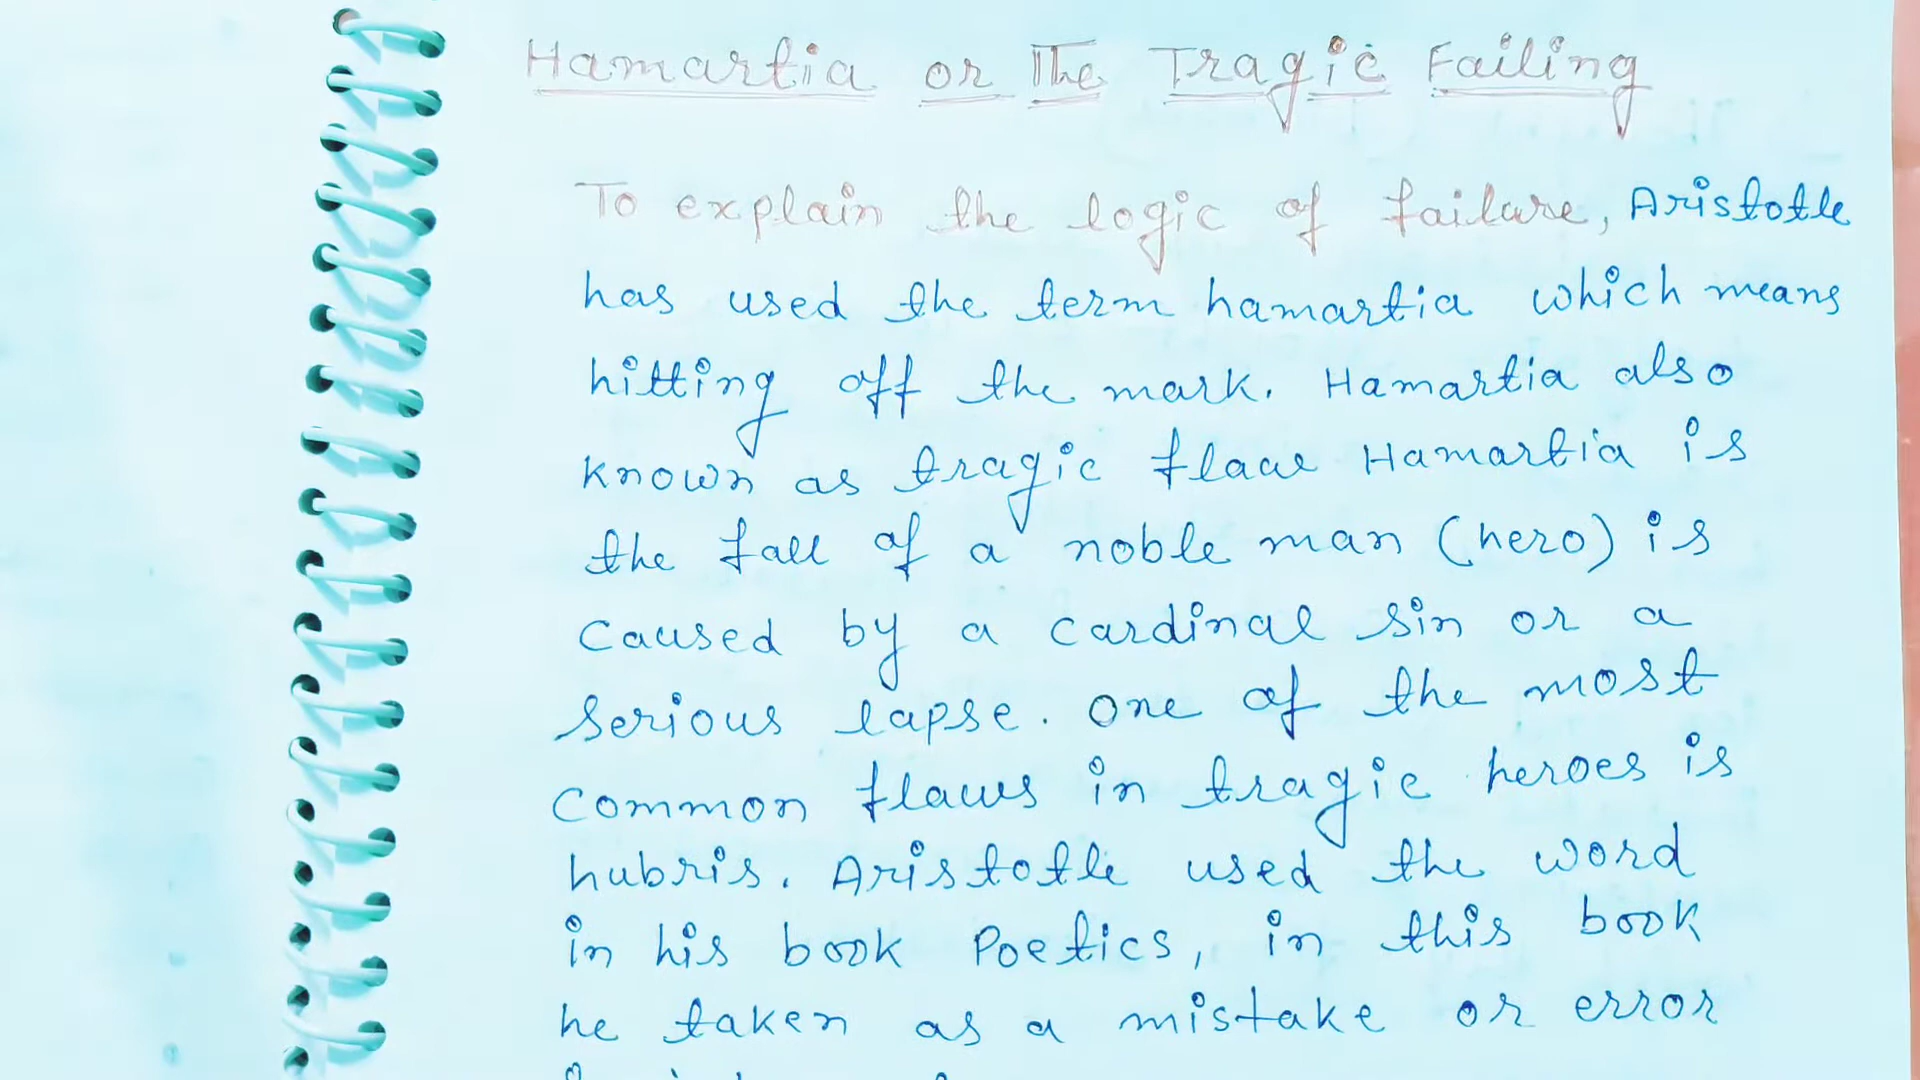 Hamartia or The Tragic Failing
To explain the logic of failure, Aristotle
has used the term hamartia which means
hitting off the mark. Hamartia also
known as tragic flaw Hamartia is
the fall of a noble man (hero) is
caused by a cardinal sin or a
serious lapse. One of the most
common flaws in tragic heroes is
hubris. Aristotle used the word
in his book Poetics, in this book
he taken as a mistake or error